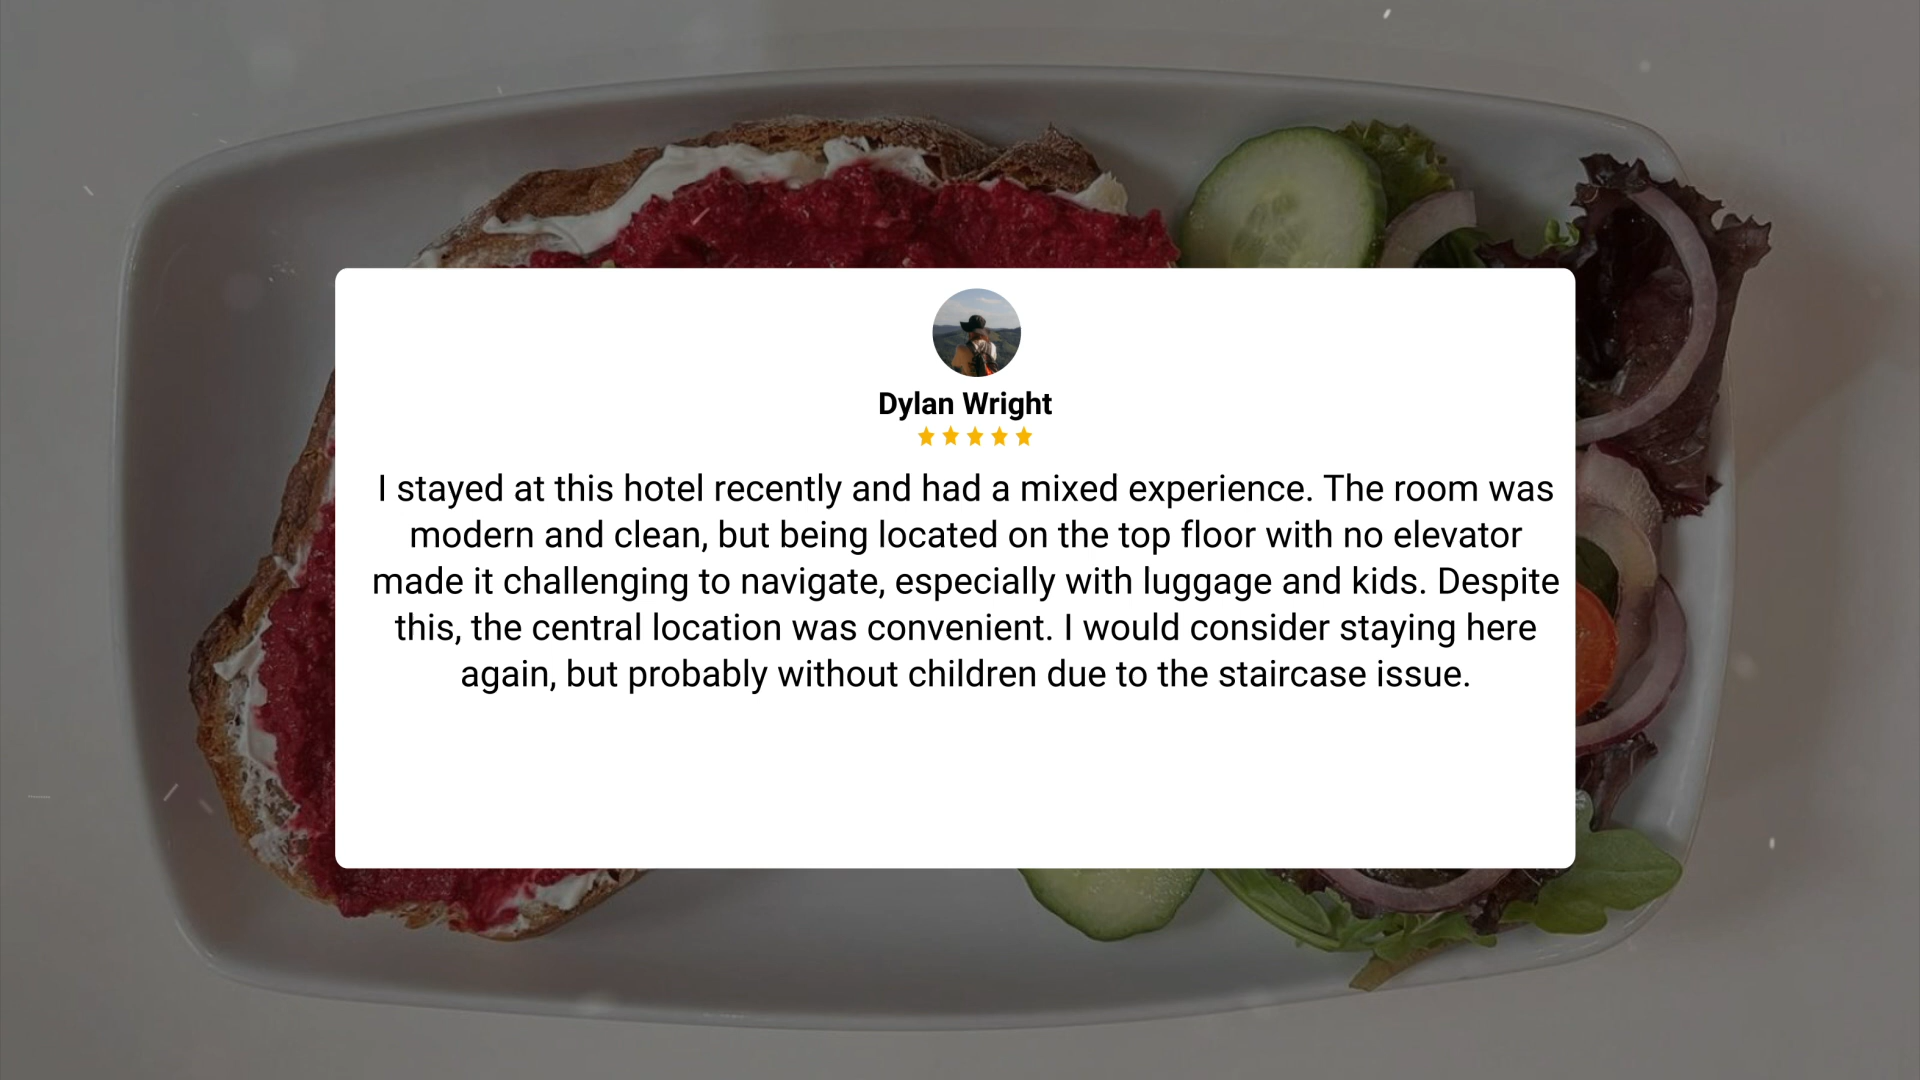 Dylan Wright
I stayed at this hotel recently and had a mixed experience. The room was
modern and clean, but being located on the top floor with no elevator
made it challenging to navigate, especially with luggage and kids. Despite
this, the central location was convenient. I would consider staying here
again, but probably without children due to the staircase issue.